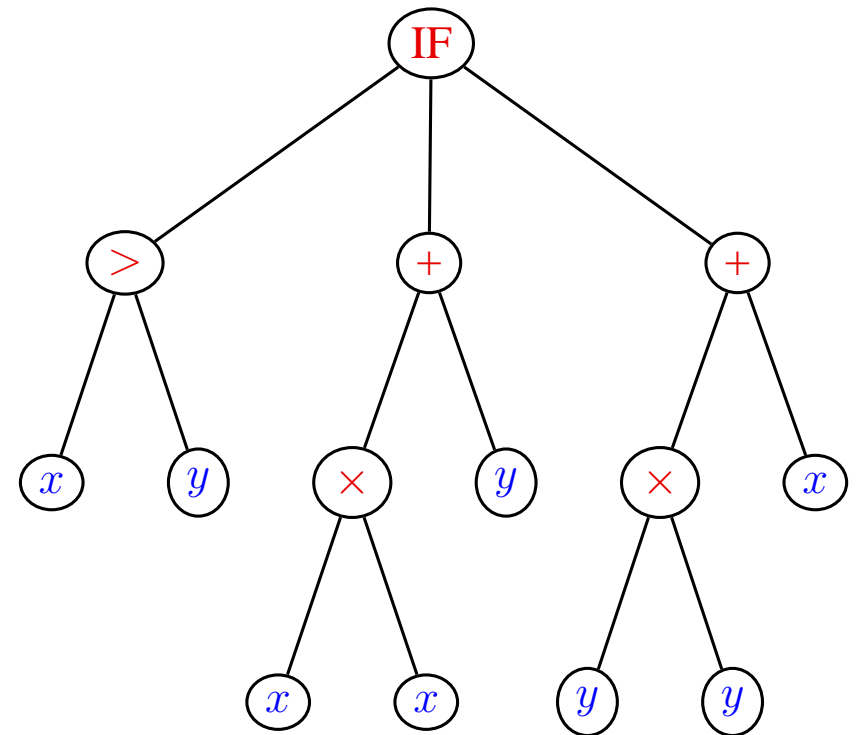 IF
> + +
x y × y × x
x x y y